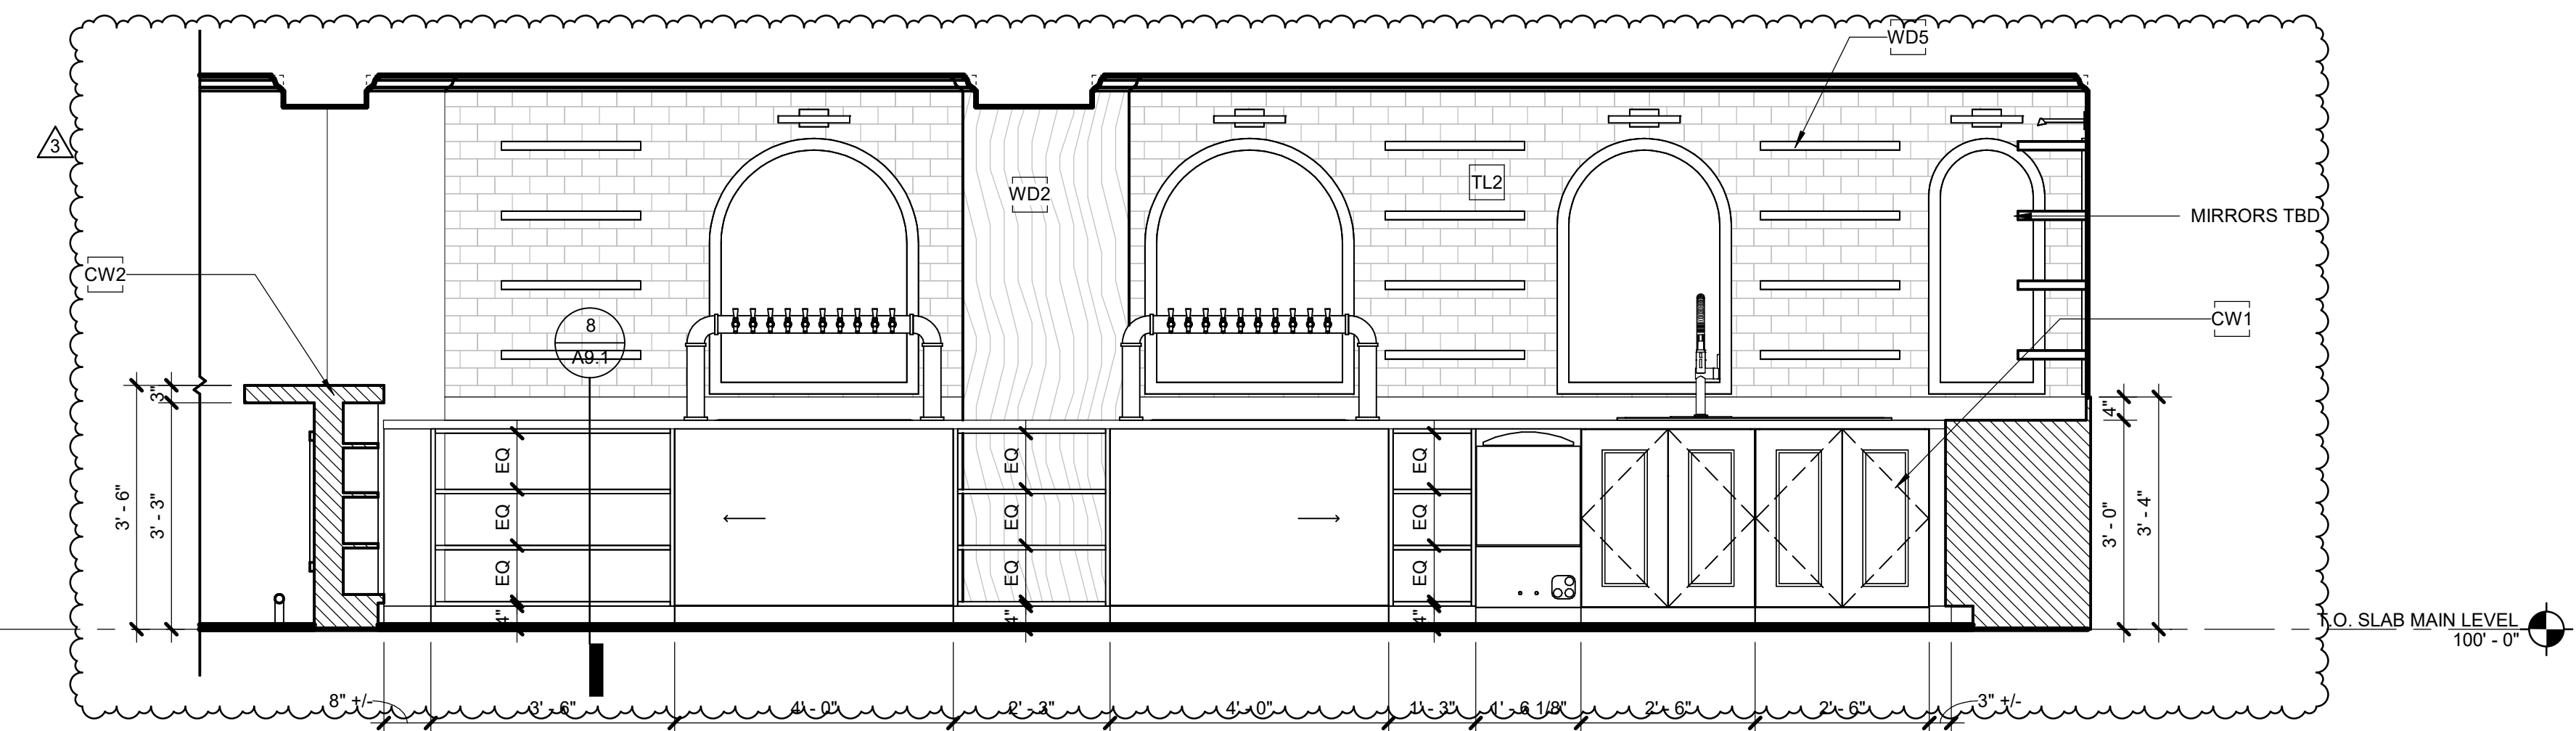 WD5
3
WD2
TL2
MIRRORS TBD
CW2
CW1
8
A9.1
3"
3' - 6"
3' - 3"
EQ
EQ
EQ
4"
EQ
EQ
EQ
4"
EQ
EQ
EQ
4"
4"
3' - 0"
3' - 4"
T.O. SLAB MAIN LEVEL
100' - 0"
8" +/-
3' - 6"
4' - 0"
2' - 3"
4' - 0"
1' - 3"
1' - 6 1/8"
2' - 6"
2' - 6"
3" +/-